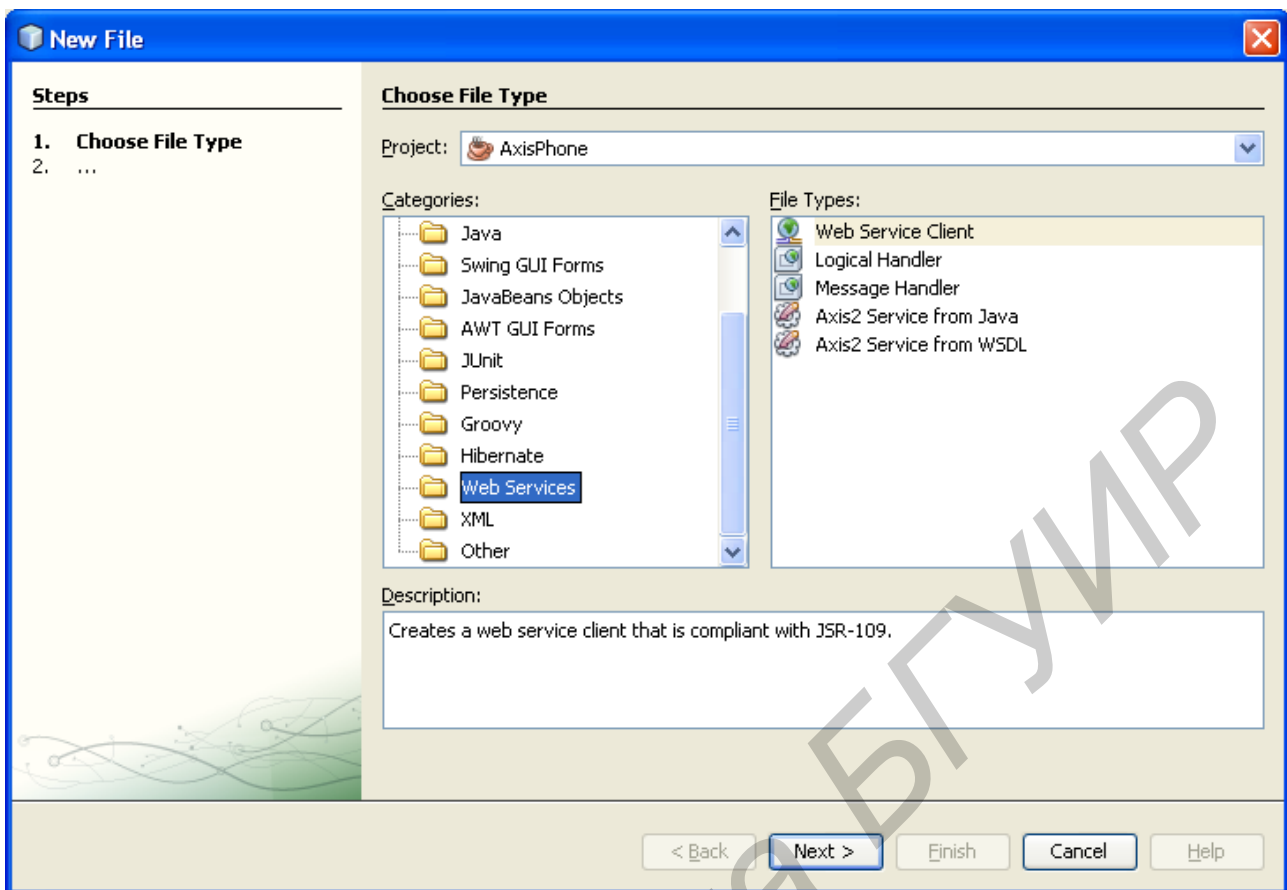 New File
Steps
1. Choose File Type
2. ...
Choose File Type
Project: AxisPhone
Categories:
Java
Swing GUI Forms
JavaBeans Objects
AWT GUI Forms
JUnit
Persistence
Groovy
Hibernate
Web Services
XML
Other
File Types:
Web Service Client
Logical Handler
Message Handler
Axis2 Service from Java
Axis2 Service from WSDL
Description:
Creates a web service client that is compliant with JSR-109.
< Back Next > Finish Cancel Help
БГУИР